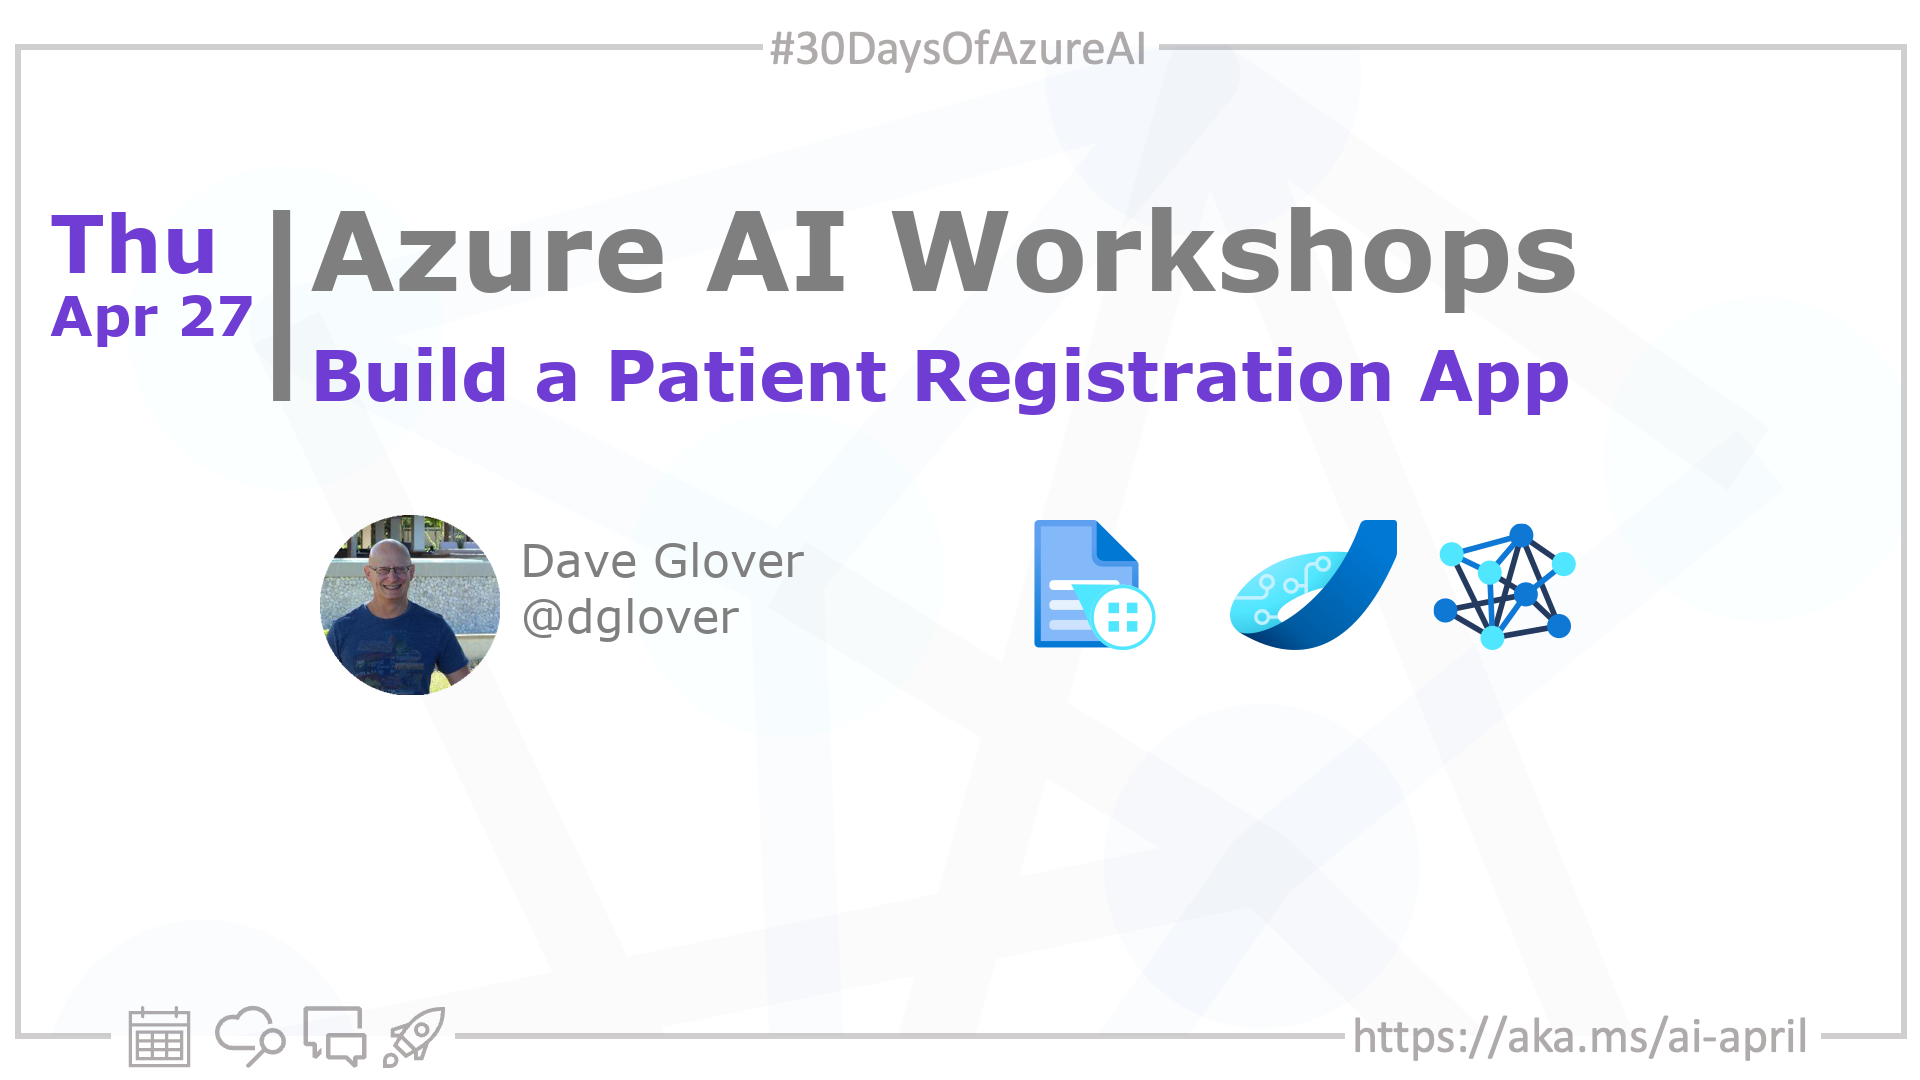 #30DaysOfAzureAI
Thu
Apr 27
Azure AI Workshops
Build a Patient Registration App
Dave Glover
@dglover
https://aka.ms/ai-april